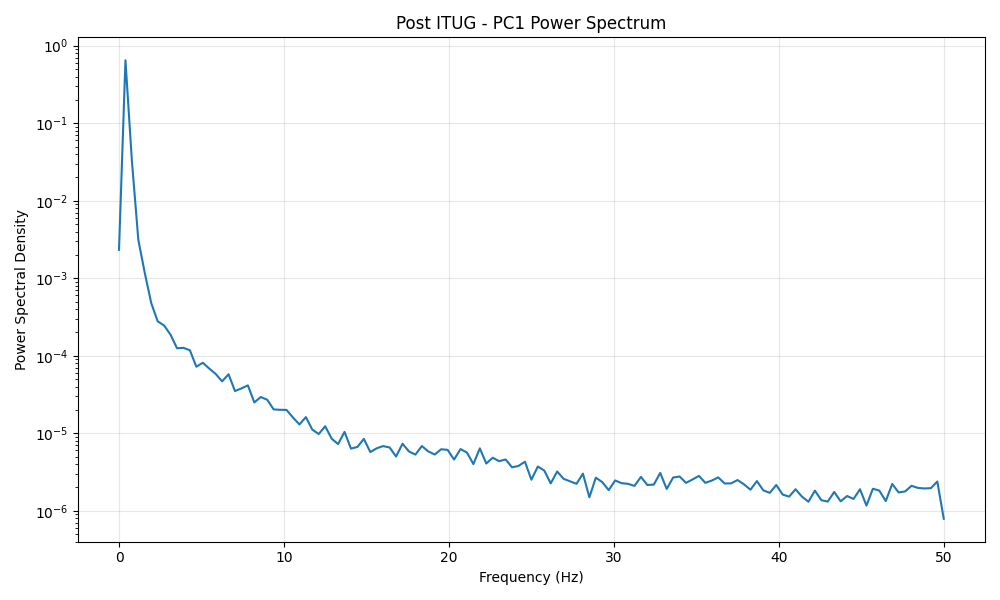 Post ITUG - PC1 Power Spectrum
Power Spectral Density
10⁰
10⁻¹
10⁻²
10⁻³
10⁻⁴
10⁻⁵
10⁻⁶
0 10 20 30 40 50
Frequency (Hz)